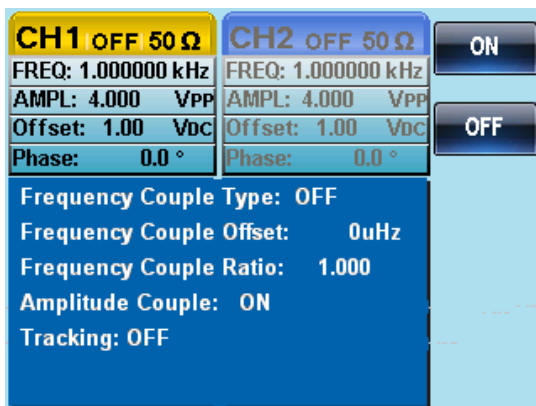 CH1 OFF 50 Ω
FREQ: 1.000000 kHz
AMPL: 4.000 VPP
Offset: 1.00 VDC
Phase: 0.0 °
CH2 OFF 50 Ω
FREQ: 1.000000 kHz
AMPL: 4.000 VPP
Offset: 1.00 VDC
Phase: 0.0 °
ON
OFF
Frequency Couple Type: OFF
Frequency Couple Offset: 0uHz
Frequency Couple Ratio: 1.000
Amplitude Couple: ON
Tracking: OFF